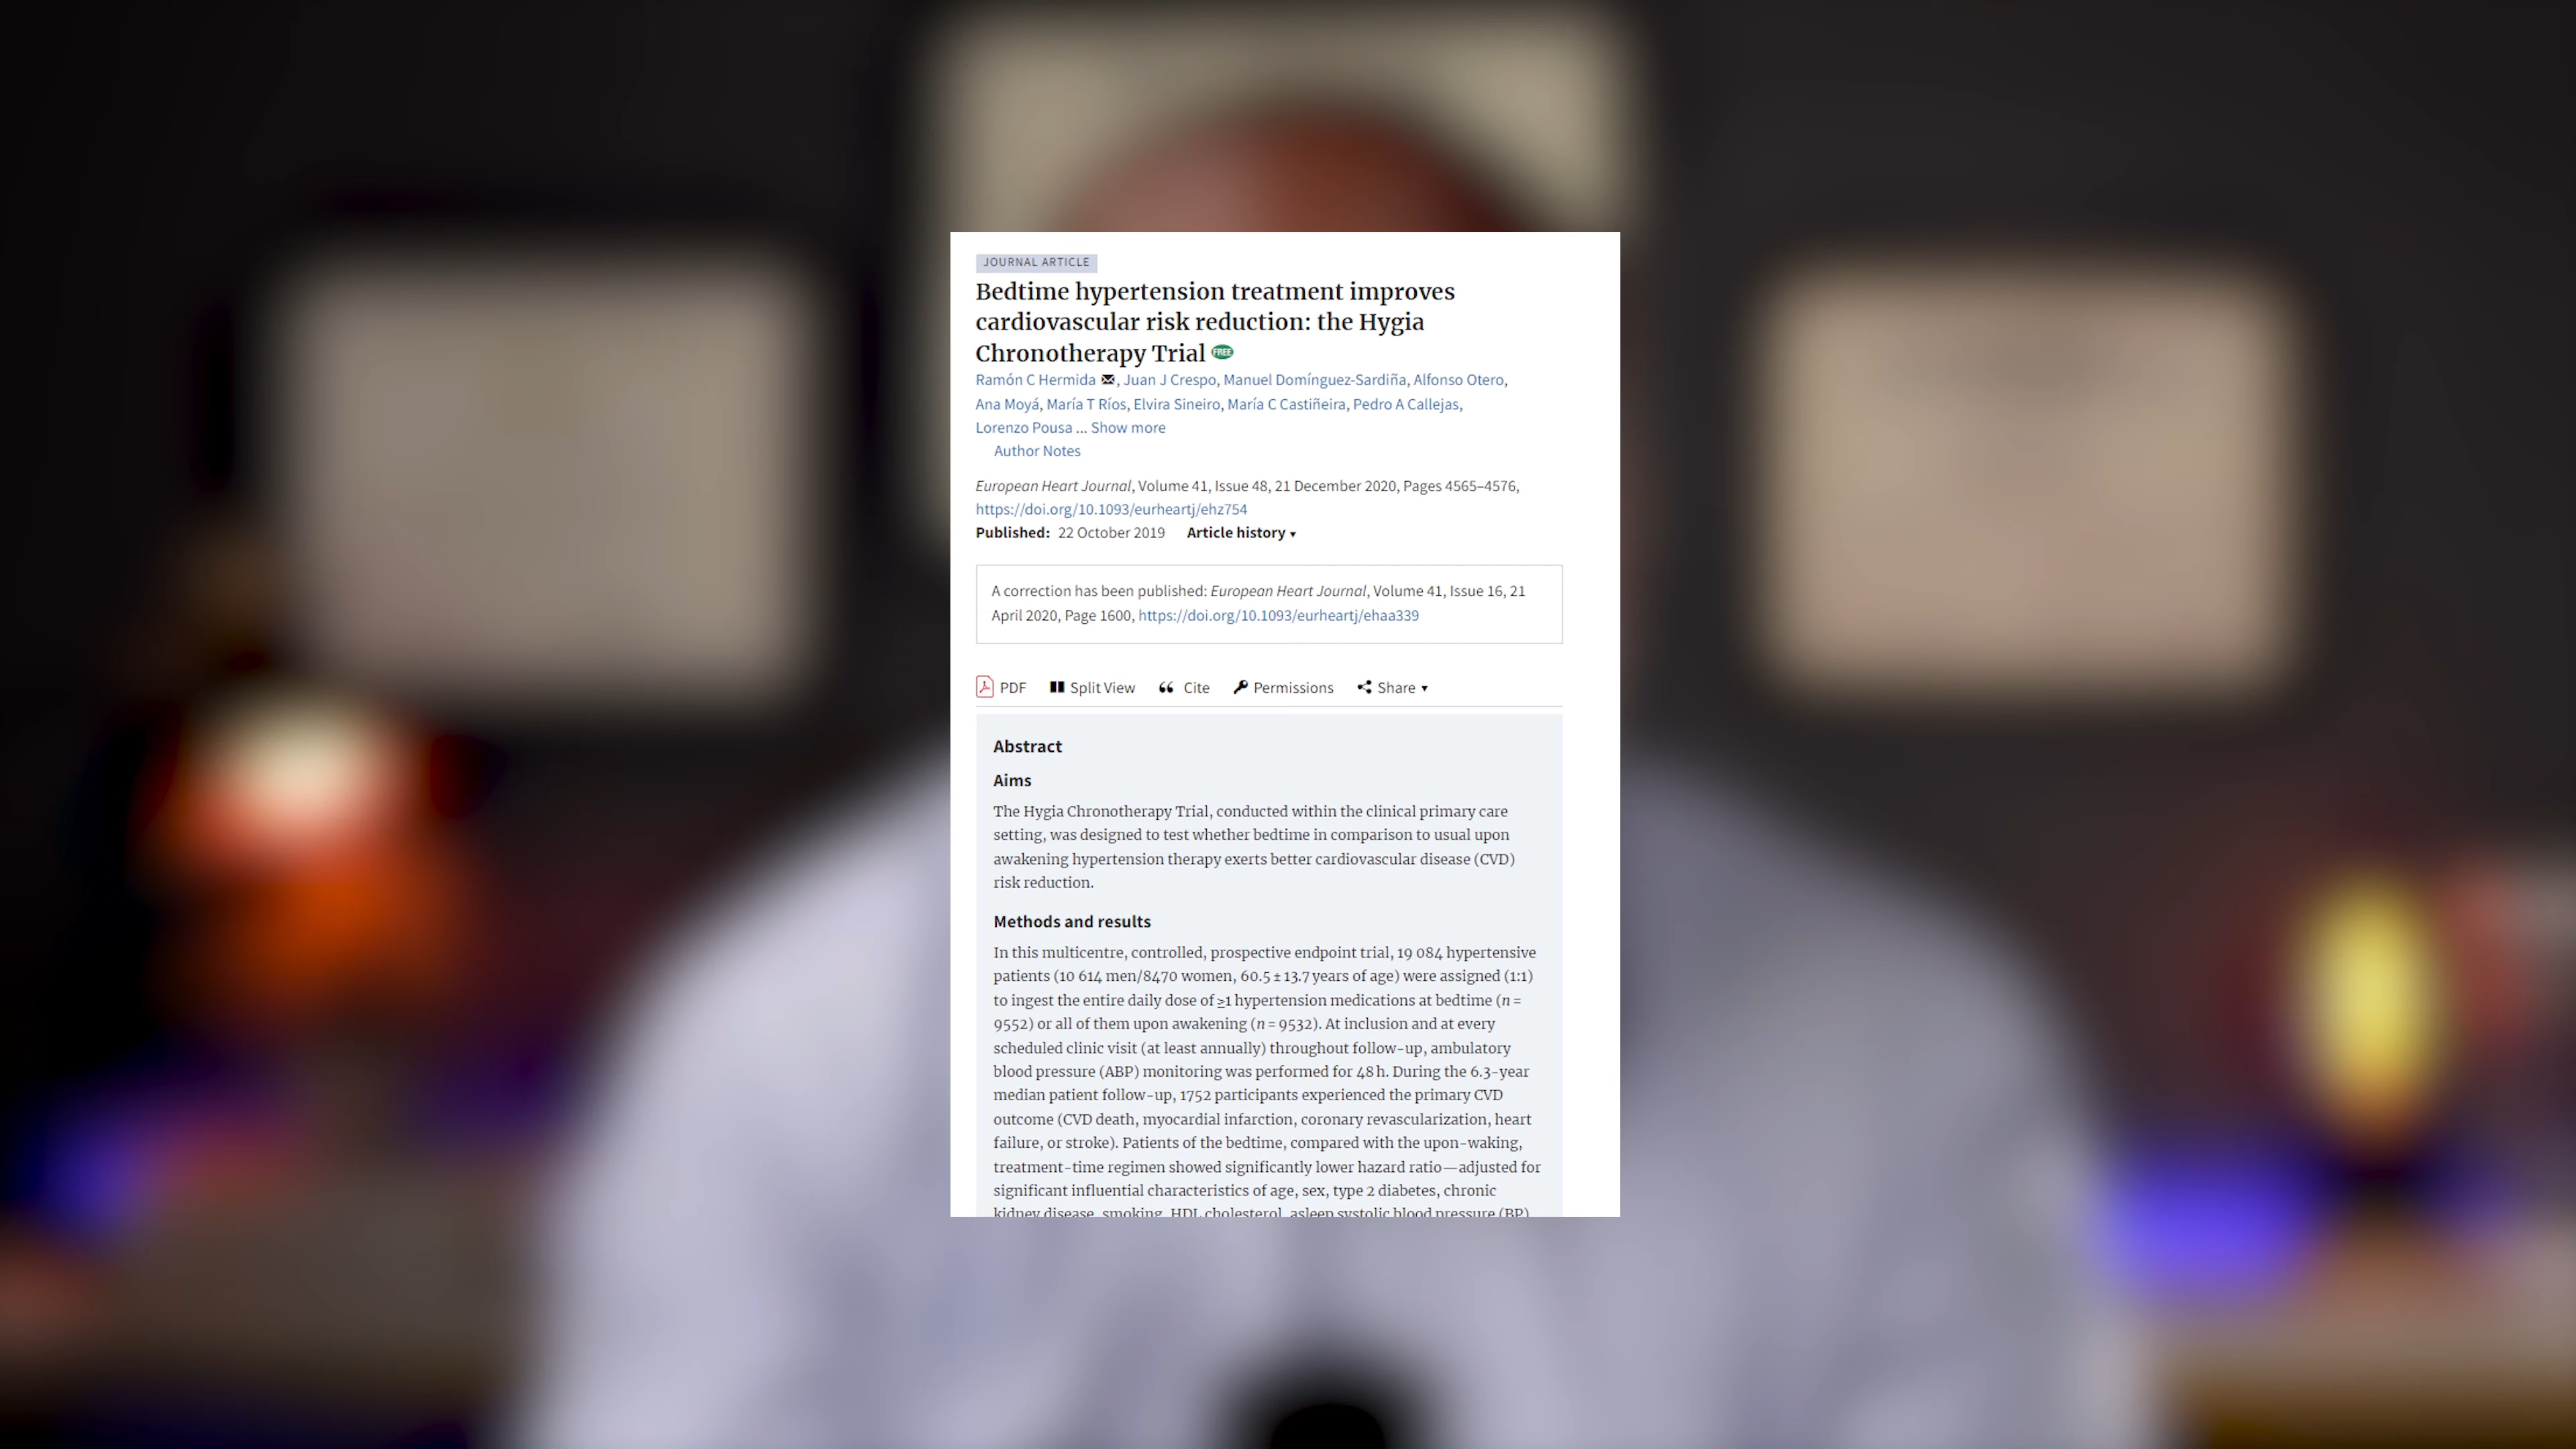 JOURNAL ARTICLE
Bedtime hypertension treatment improves
cardiovascular risk reduction: the Hygia
Chronotherapy Trial FREE
Ramón C Hermida , Juan J Crespo, Manuel Domínguez-Sardiña, Alfonso Otero,
Ana Moyá, María T Ríos, Elvira Sineiro, María C Castiñeira, Pedro A Callejas,
Lorenzo Pousa ... Show more
Author Notes
European Heart Journal, Volume 41, Issue 48, 21 December 2020, Pages 4565–4576,
https://doi.org/10.1093/eurheartj/ehz754
Published: 22 October 2019 Article history
A correction has been published: European Heart Journal, Volume 41, Issue 16, 21
April 2020, Page 1600, https://doi.org/10.1093/eurheartj/ehaa339
PDF Split View Cite Permissions Share
Abstract
Aims
The Hygia Chronotherapy Trial, conducted within the clinical primary care
setting, was designed to test whether bedtime in comparison to usual upon
awakening hypertension therapy exerts better cardiovascular disease (CVD)
risk reduction.
Methods and results
In this multicentre, controlled, prospective endpoint trial, 19 084 hypertensive
patients (10 614 men/8470 women, 60.5 ± 13.7 years of age) were assigned (1:1)
to ingest the entire daily dose of ≥1 hypertension medications at bedtime (n =
9552) or all of them upon awakening (n = 9532). At inclusion and at every
scheduled clinic visit (at least annually) throughout follow-up, ambulatory
blood pressure (ABP) monitoring was performed for 48 h. During the 6.3-year
median patient follow-up, 1752 participants experienced the primary CVD
outcome (CVD death, myocardial infarction, coronary revascularization, heart
failure, or stroke). Patients of the bedtime, compared with the upon-waking,
treatment-time regimen showed significantly lower hazard ratio—adjusted for
significant influential characteristics of age, sex, type 2 diabetes, chronic
kidney disease, smoking, HDL cholesterol, asleep systolic blood pressure (BP)